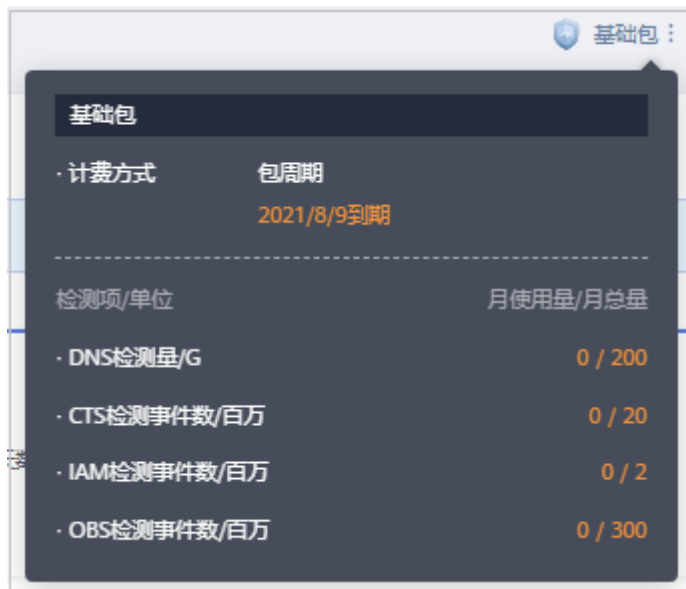 基础包
基础包
· 计费方式 包周期
2021/8/9到期
检测项/单位 月使用量/月总量
· DNS检测量/G 0 / 200
· CTS检测事件数/百万 0 / 20
· IAM检测事件数/百万 0 / 2
· OBS检测事件数/百万 0 / 300